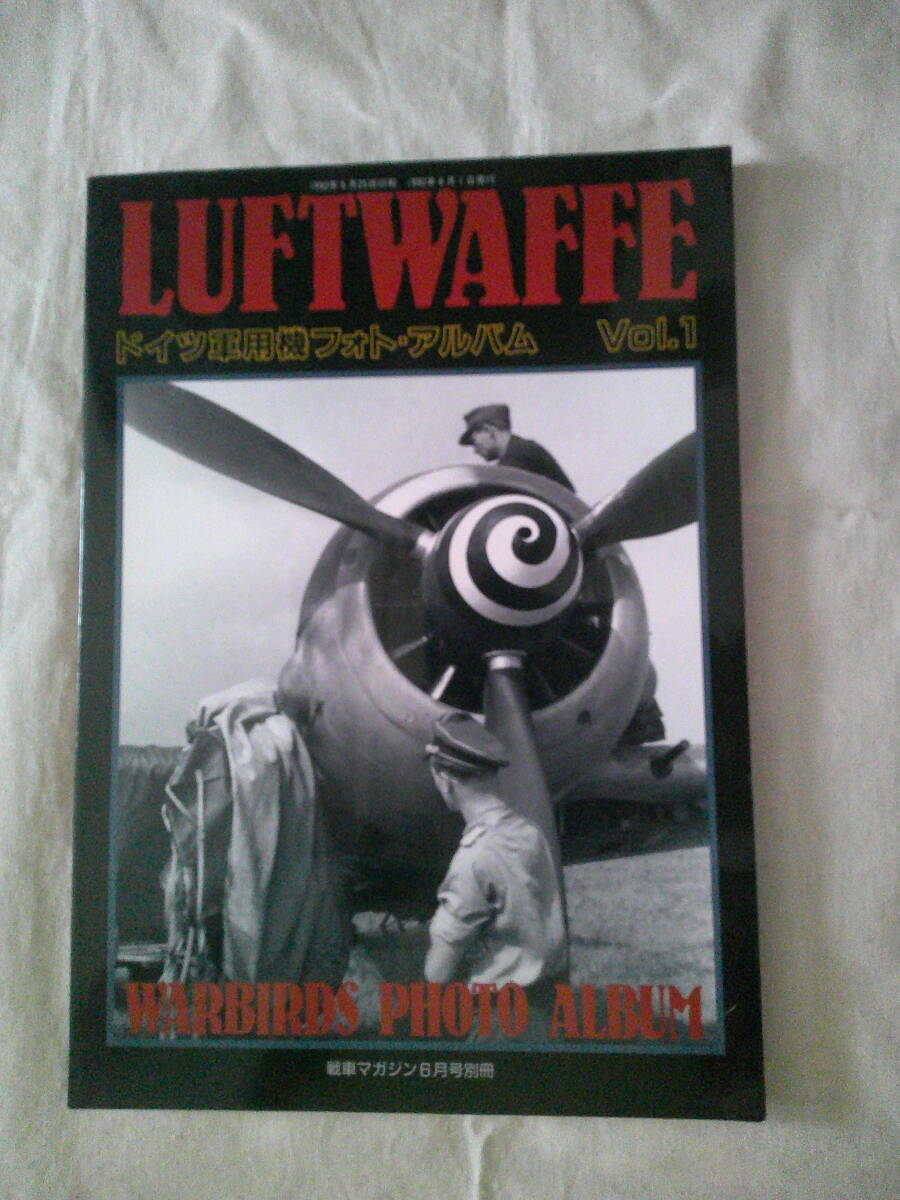 LUFTWAFFE
ドイツ軍用機フォト・アルバム Vol.1
WARBIRDS PHOTO ALBUM
戦車マガジン6月号別冊